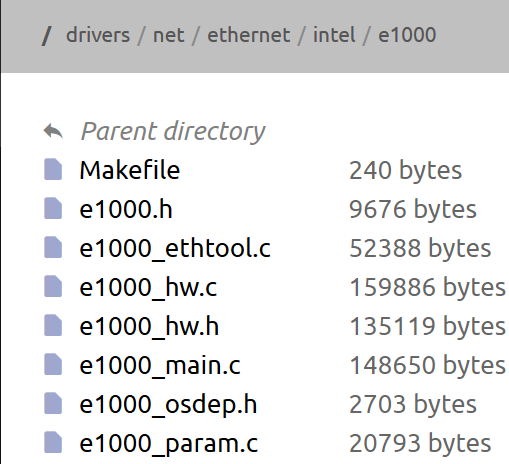 / drivers / net / ethernet / intel / e1000
Parent directory
Makefile 240 bytes
e1000.h 9676 bytes
e1000_ethtool.c 52388 bytes
e1000_hw.c 159886 bytes
e1000_hw.h 135119 bytes
e1000_main.c 148650 bytes
e1000_osdep.h 2703 bytes
e1000_param.c 20793 bytes